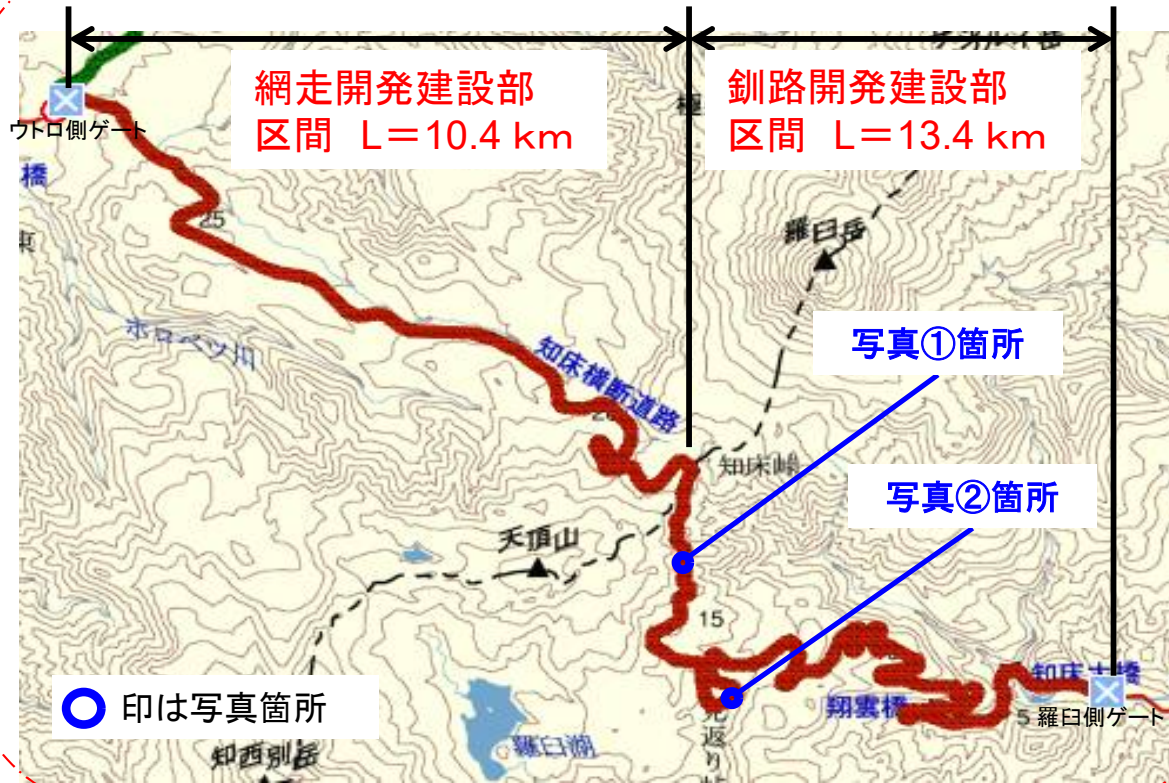 網走開発建設部
区間 L=10.4 km
釧路開発建設部
区間 L=13.4 km
ウトロ側ゲート
橋
25
東
羅臼岳
ホロベツ川
写真①箇所
知床横断道路
知床峠
写真②箇所
天頂山
15
知床大橋
翔雲橋
5
羅臼側ゲート
印は写真箇所
羅臼湖
知西別岳